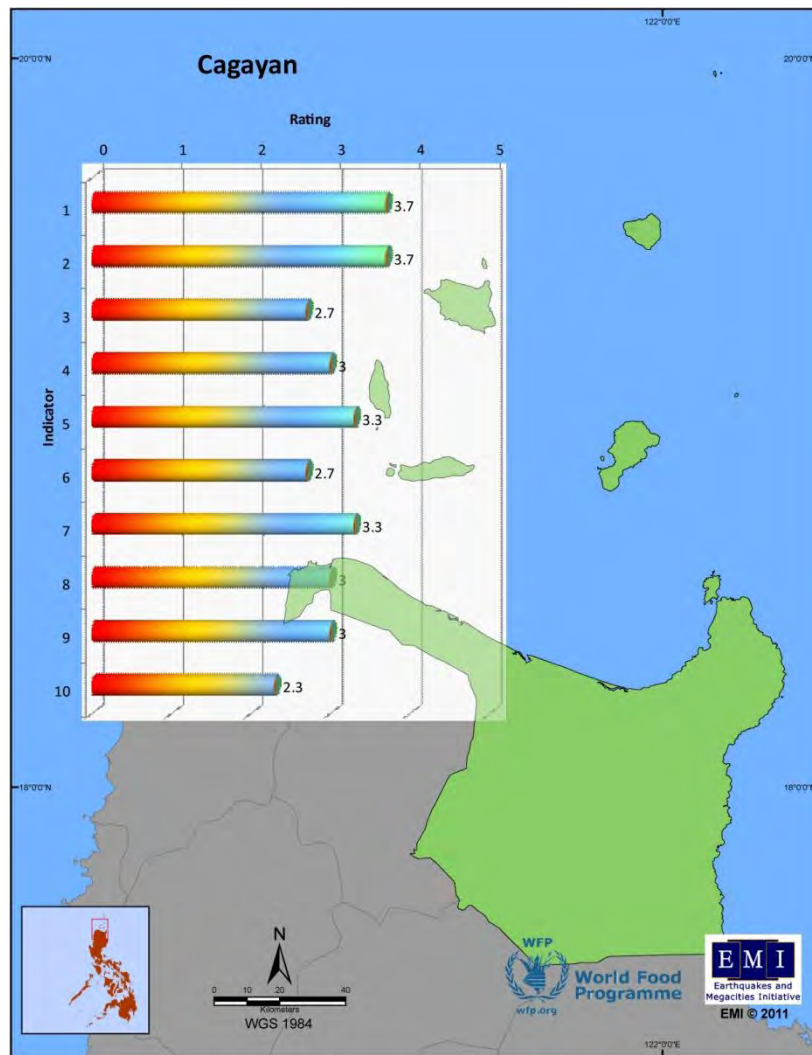 122°0'0"E
20°0'0"N
20°0'0"N
Cagayan
Rating
0 1 2 3 4 5
Indicator
1 3.7
2 3.7
3 2.7
4 3
5 3.3
6 2.7
7 3.3
8 3
9 3
10 2.3
18°0'0"N
18°0'0"N
N
0 10 20 40
Kilometers
WGS 1984
WFP
wfp.org
World Food
Programme
EMI
Earthquakes and
Megacities Initiative
EMI © 2011
122°0'0"E